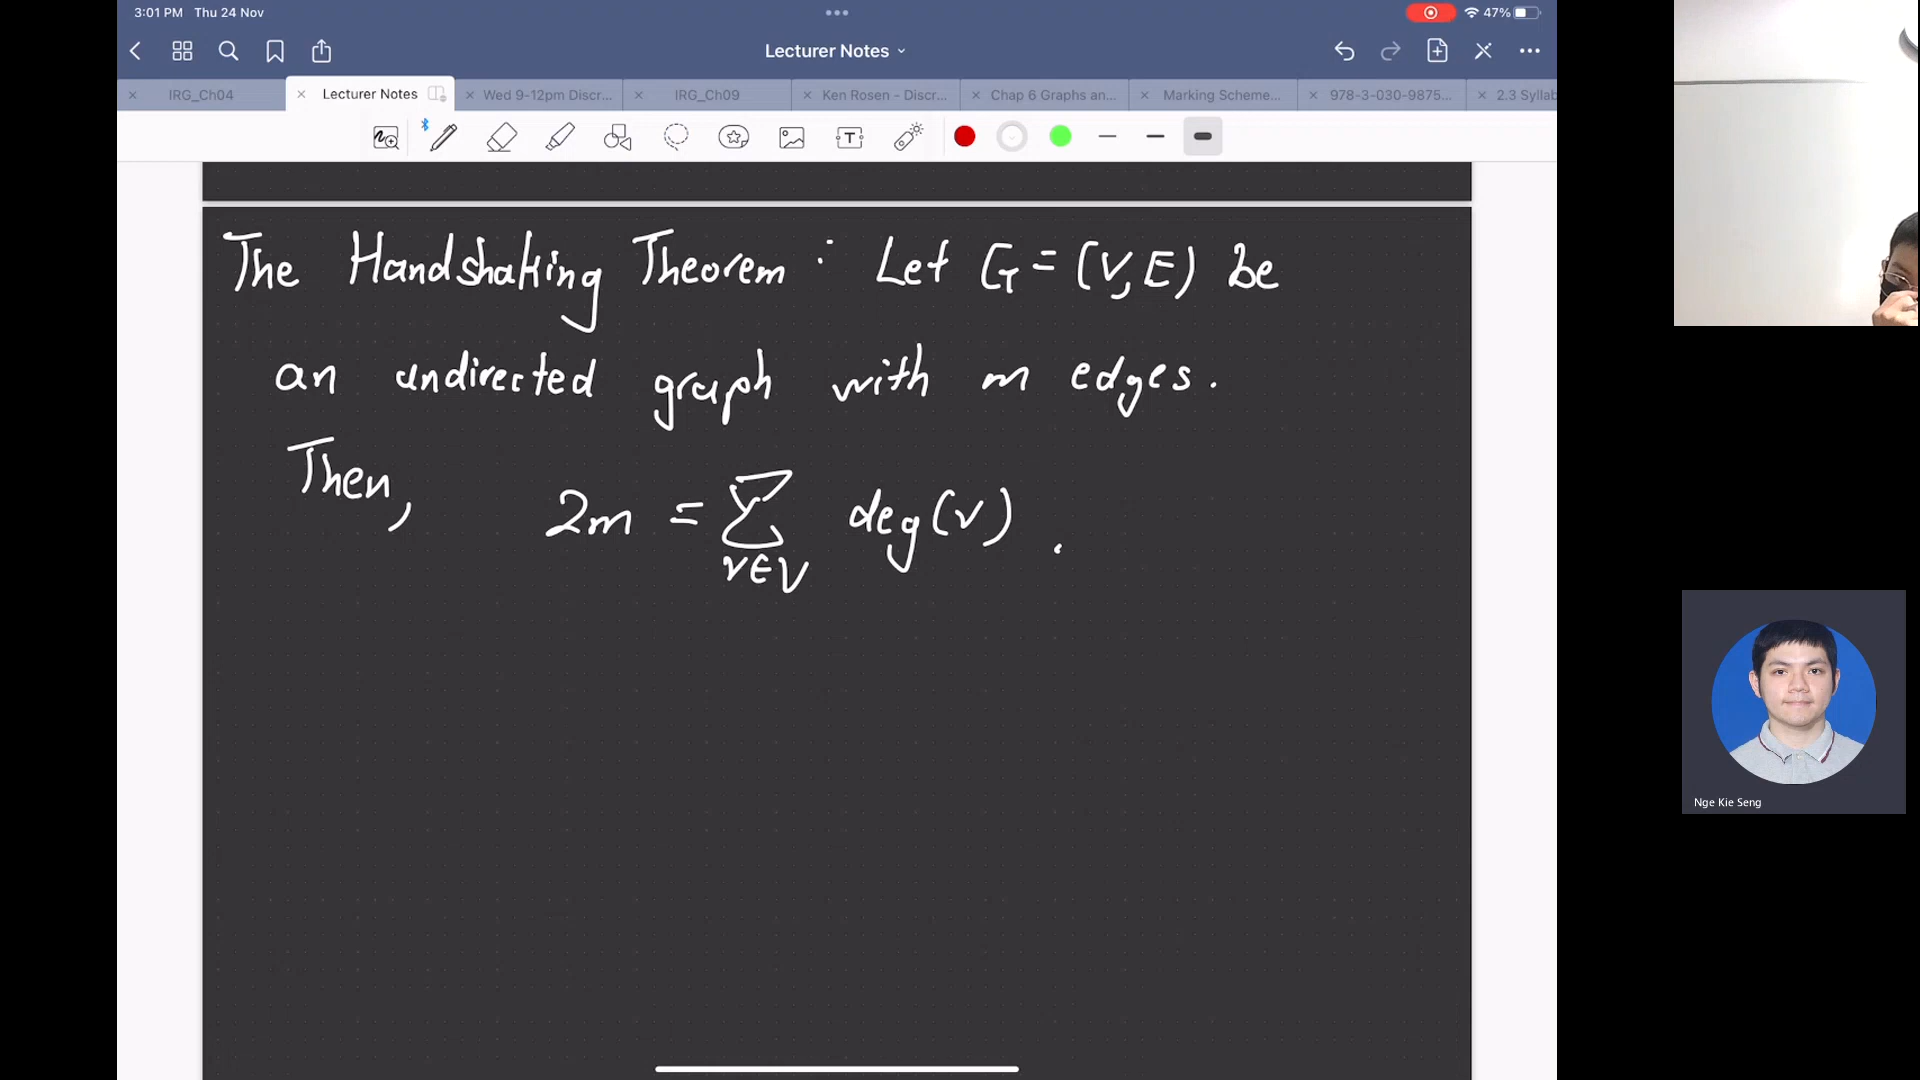 3:01 PM Thu 24 Nov
47%
Lecturer Notes
IRG_Ch04
Lecturer Notes
Wed 9-12pm Discr...
IRG_Ch09
Ken Rosen - Discr...
Chap 6 Graphs an...
Marking Scheme...
978-3-030-9875...
2.3 Syllab
The Handshaking Theorem : Let G = (V, E) be
an undirected graph with m edges.
Then, 2m = ∑ deg(v) .
v∈V
Nge Kie Seng